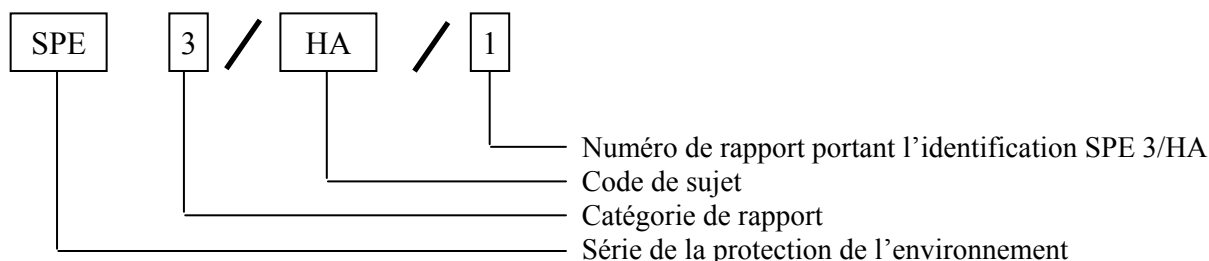 SPE 3 / HA / 1
Numéro de rapport portant l’identification SPE 3/HA
Code de sujet
Catégorie de rapport
Série de la protection de l’environnement